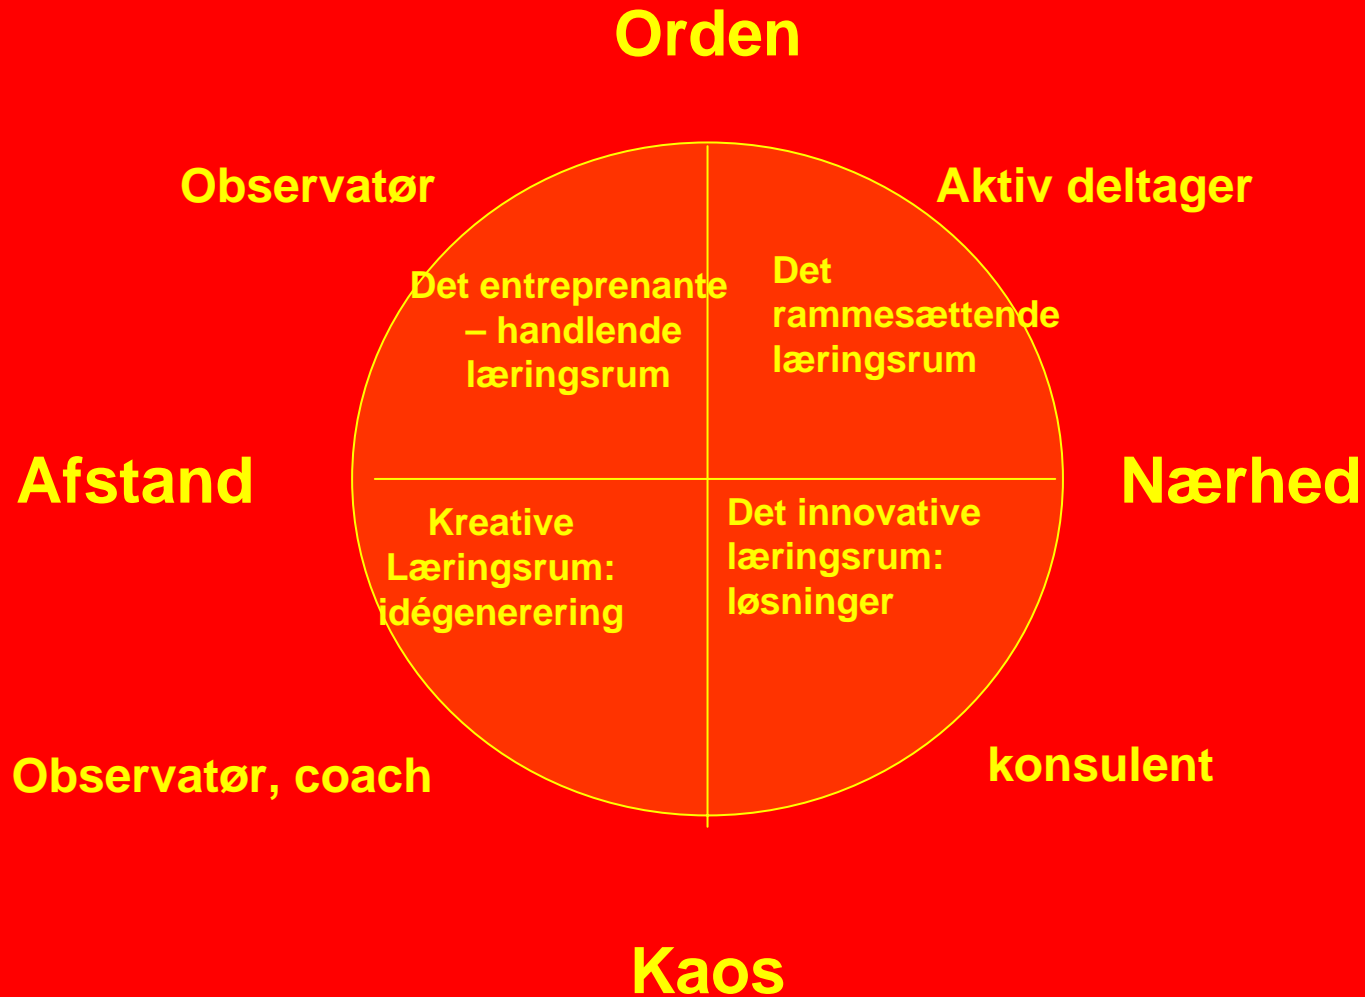 Orden
Observatør
Aktiv deltager
Det entreprenante
– handlende
læringsrum
Det
rammesættende
læringsrum
Afstand
Nærhed
Kreative
Læringsrum:
idégenerering
Det innovative
læringsrum:
løsninger
Observatør, coach
konsulent
Kaos